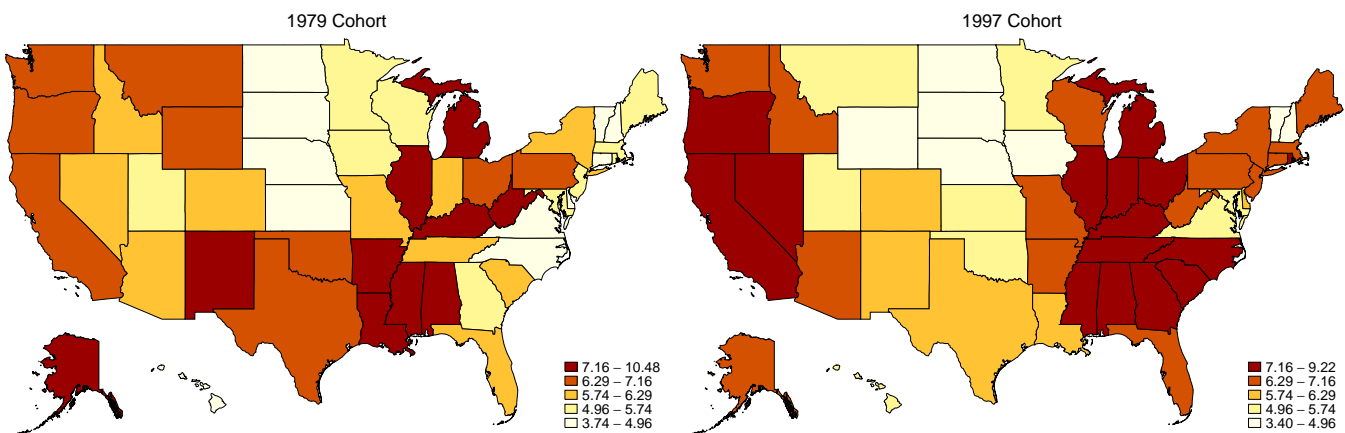 1979 Cohort
7.16 – 10.48
6.29 – 7.16
5.74 – 6.29
4.96 – 5.74
3.74 – 4.96
1997 Cohort
7.16 – 9.22
6.29 – 7.16
5.74 – 6.29
4.96 – 5.74
3.40 – 4.96